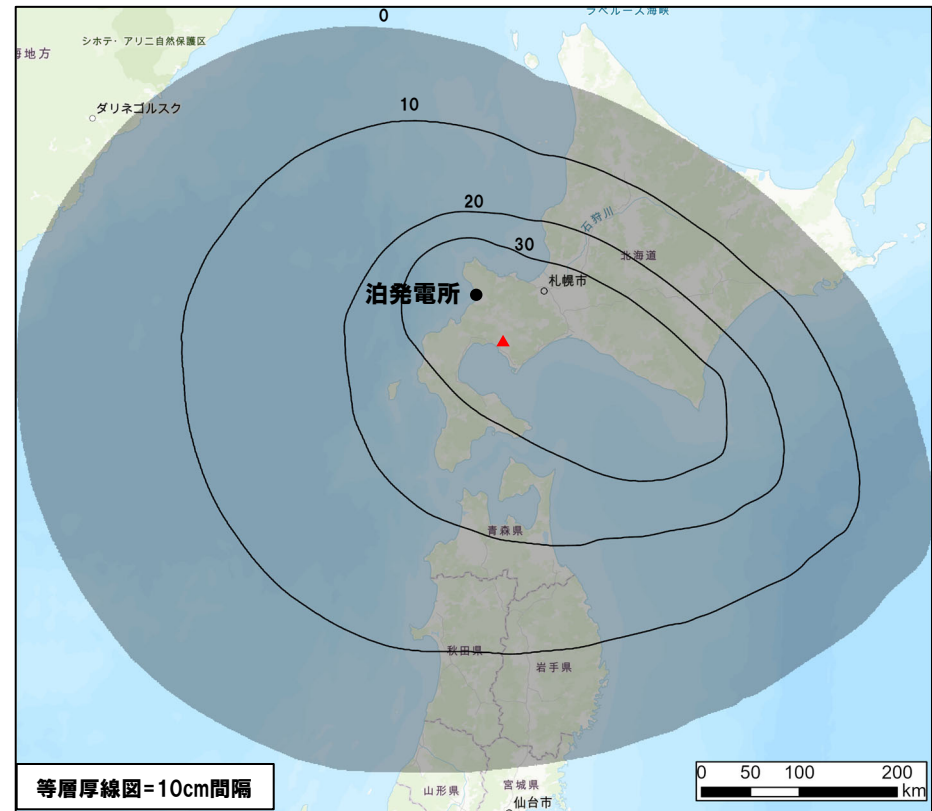 0
ラペルーズ海峡
シホテ・アリニ自然保護区
海地方
ダリネゴルスク
10
20
石狩川
30
北海道
札幌市
泊発電所
青森県
秋田県
岩手県
宮城県
山形県
仙台市
等層厚線図=10cm間隔
0 50 100 200
km